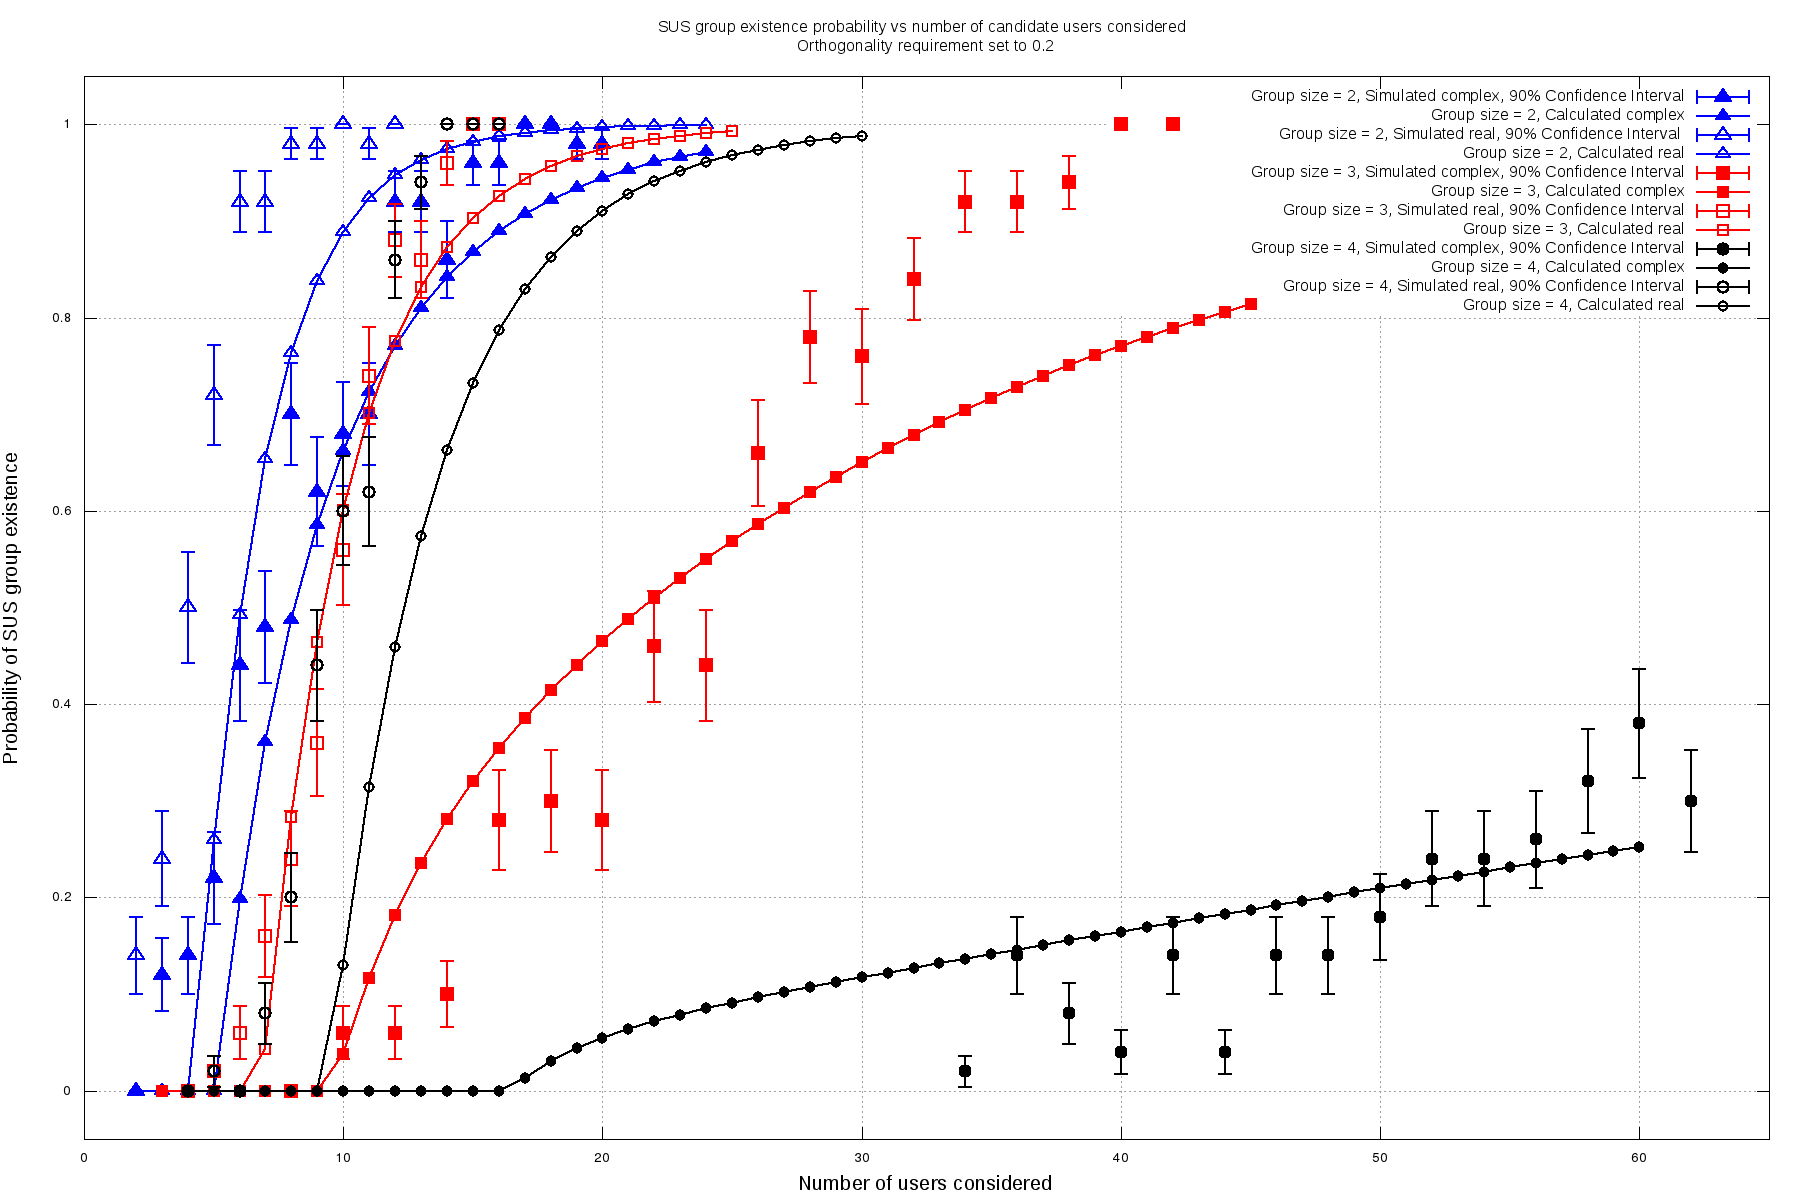 SUS group existence probability vs number of candidate users considered
Orthogonality requirement set to 0.2
Group size = 2, Simulated complex, 90% Confidence Interval
Group size = 2, Calculated complex
Group size = 2, Simulated real, 90% Confidence Interval
Group size = 2, Calculated real
Group size = 3, Simulated complex, 90% Confidence Interval
Group size = 3, Calculated complex
Group size = 3, Simulated real, 90% Confidence Interval
Group size = 3, Calculated real
Group size = 4, Simulated complex, 90% Confidence Interval
Group size = 4, Calculated complex
Group size = 4, Simulated real, 90% Confidence Interval
Group size = 4, Calculated real
1
0.8
0.6
0.4
0.2
0
Probability of SUS group existence
0 10 20 30 40 50 60
Number of users considered